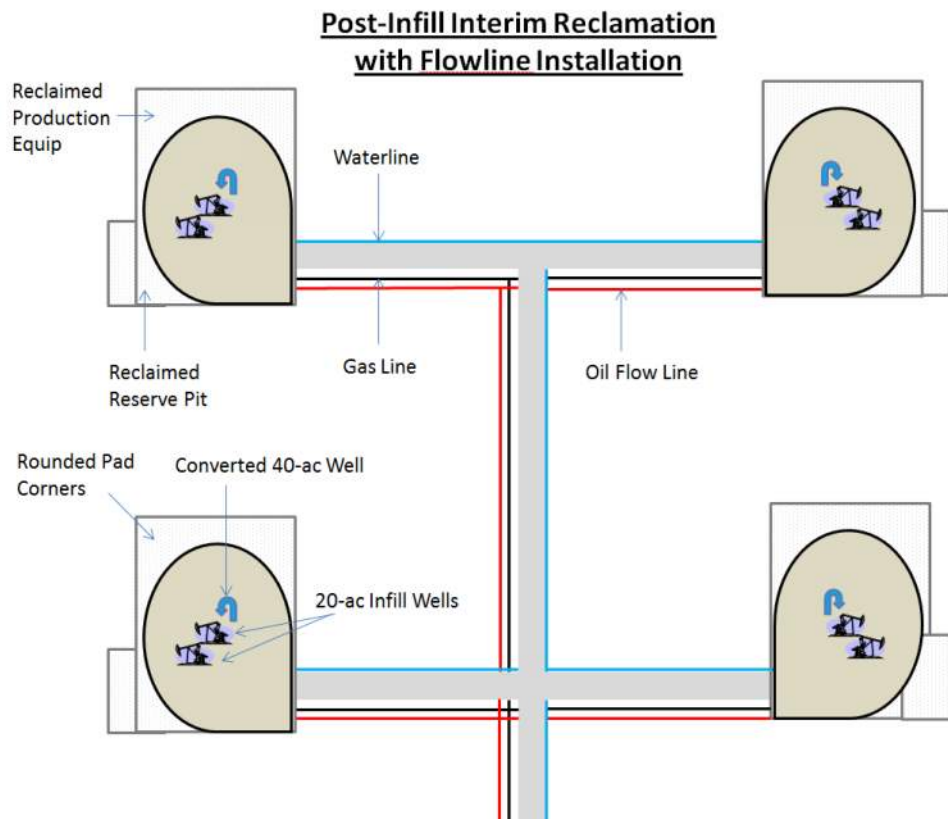 Post-Infill Interim Reclamation
with Flowline Installation
Reclaimed
Production
Equip
Waterline
Reclaimed
Reserve Pit
Gas Line
Oil Flow Line
Rounded Pad
Corners
Converted 40-ac Well
20-ac Infill Wells